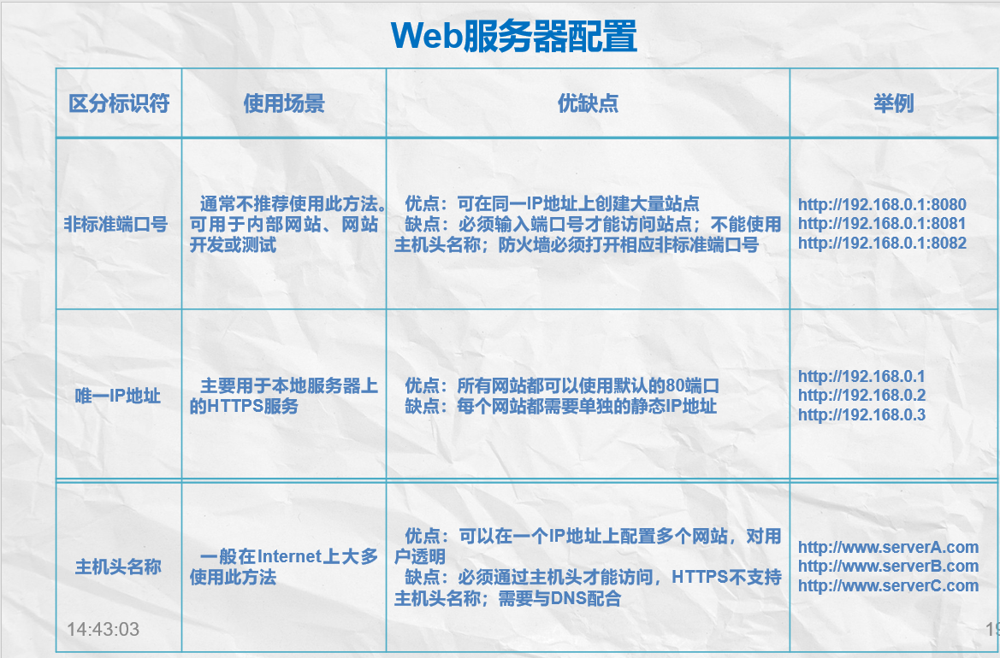 Web服务器配置
区分标识符
使用场景
优缺点
举例
非标准端口号
通常不推荐使用此方法。
可用于内部网站、网站
开发或测试
优点：可在同一IP地址上创建大量站点
缺点：必须输入端口号才能访问站点；不能使用
主机头名称；防火墙必须打开相应非标准端口号
http://192.168.0.1:8080
http://192.168.0.1:8081
http://192.168.0.1:8082
唯一IP地址
主要用于本地服务器上
的HTTPS服务
优点：所有网站都可以使用默认的80端口
缺点：每个网站都需要单独的静态IP地址
http://192.168.0.1
http://192.168.0.2
http://192.168.0.3
主机头名称
一般在Internet上大多
使用此方法
优点：可以在一个IP地址上配置多个网站，对用
户透明
缺点：必须通过主机头才能访问，HTTPS不支持
主机头名称；需要与DNS配合
http://www.serverA.com
http://www.serverB.com
http://www.serverC.com
14:43:03